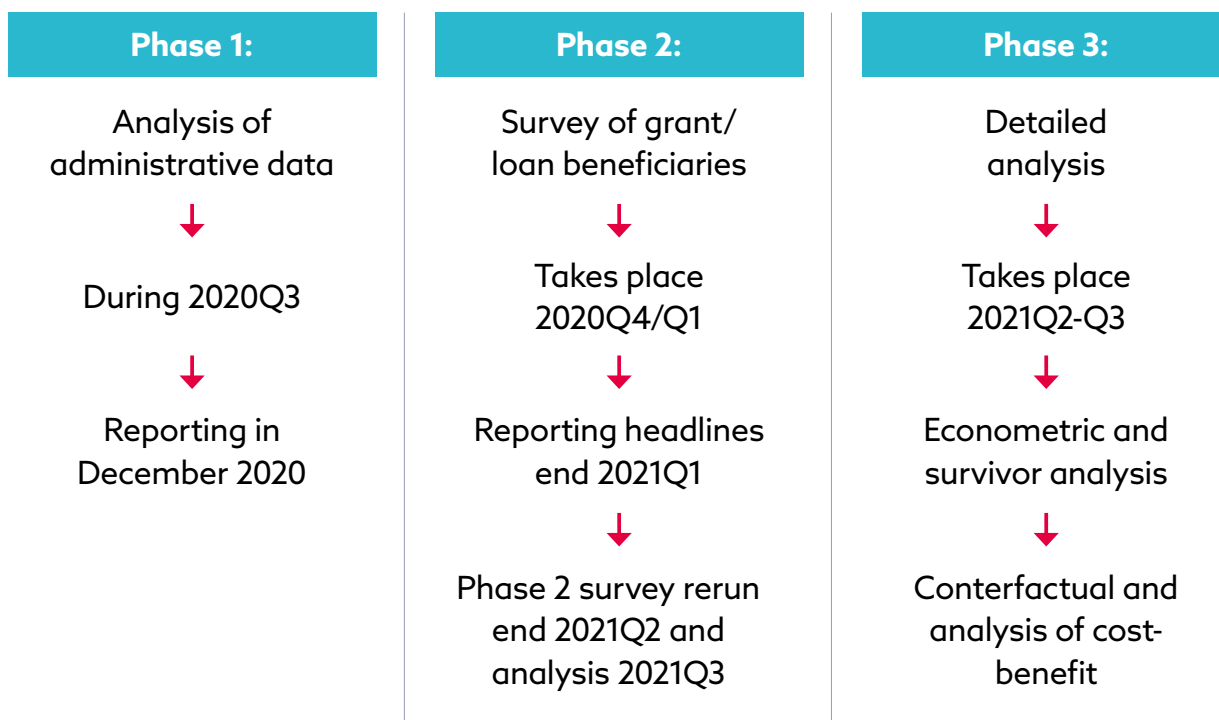 Phase 1:
Analysis of
administrative data
During 2020Q3
Reporting in
December 2020
Phase 2:
Survey of grant/
loan beneficiaries
Takes place
2020Q4/Q1
Reporting headlines
end 2021Q1
Phase 2 survey rerun
end 2021Q2 and
analysis 2021Q3
Phase 3:
Detailed
analysis
Takes place
2021Q2-Q3
Econometric and
survivor analysis
Conterfactual and
analysis of cost-
benefit